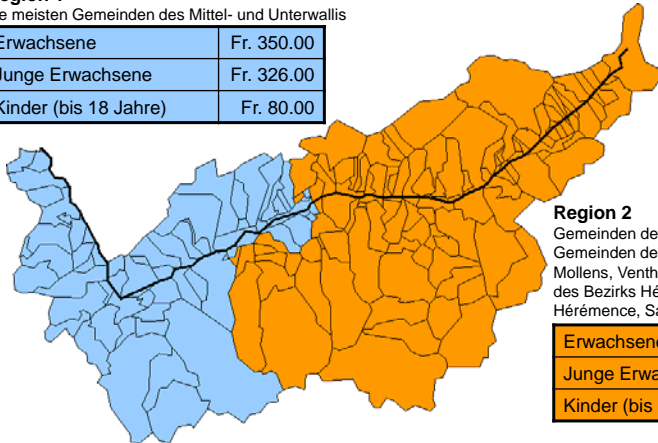 e meisten Gemeinden des Mittel- und Unterwallis
Erwachsene Fr. 350.00
Junge Erwachsene Fr. 326.00
Kinder (bis 18 Jahre) Fr. 80.00
Region 2
Gemeinden de
Gemeinden de
Mollens, Venth
des Bezirks Hé
Hérémence, Sa
Erwachsene
Junge Erwa
Kinder (bis